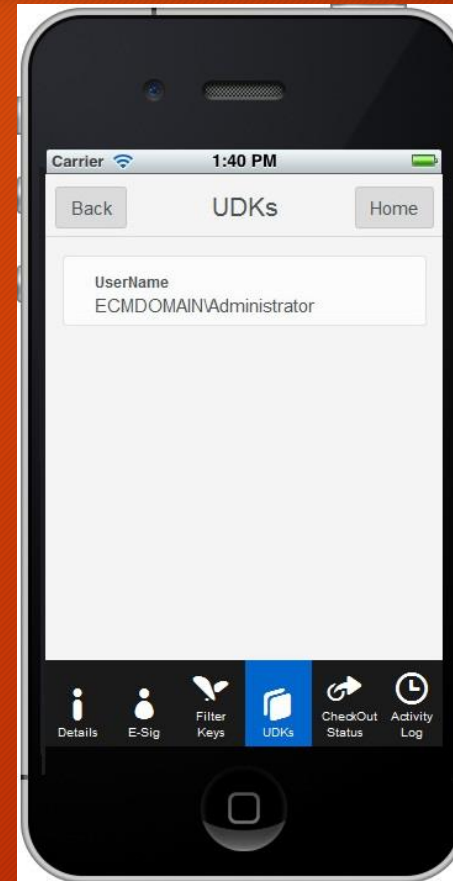 Carrier 1:40 PM
Back UDKs Home
UserName
ECMDOMAIN\Administrator
Details E-Sig Filter Keys UDKs CheckOut Status Activity Log